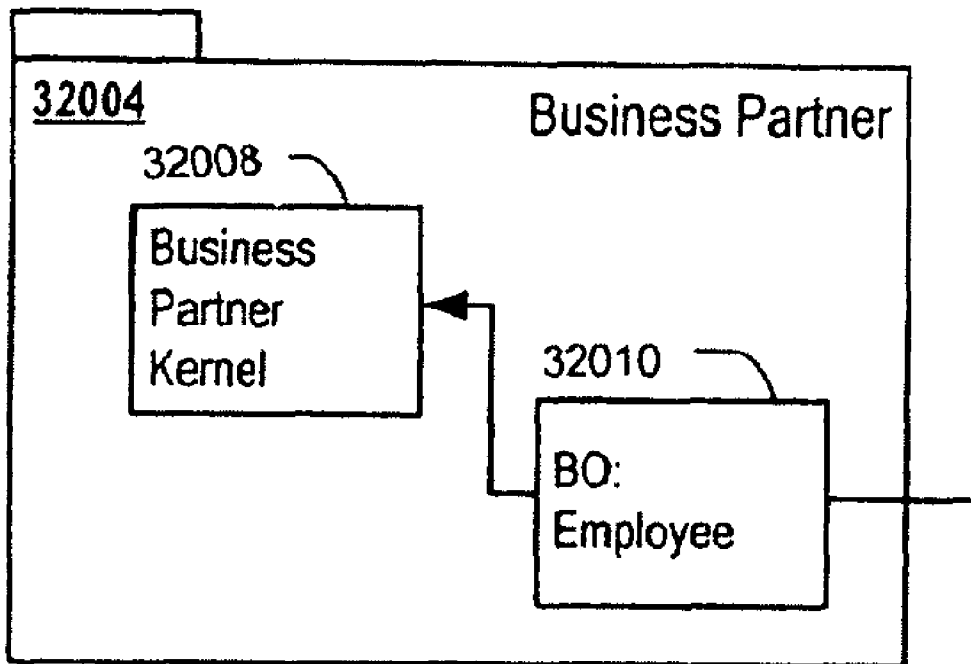 32004
Business Partner
32008
Business
Partner
Kernel
32010
BO:
Employee